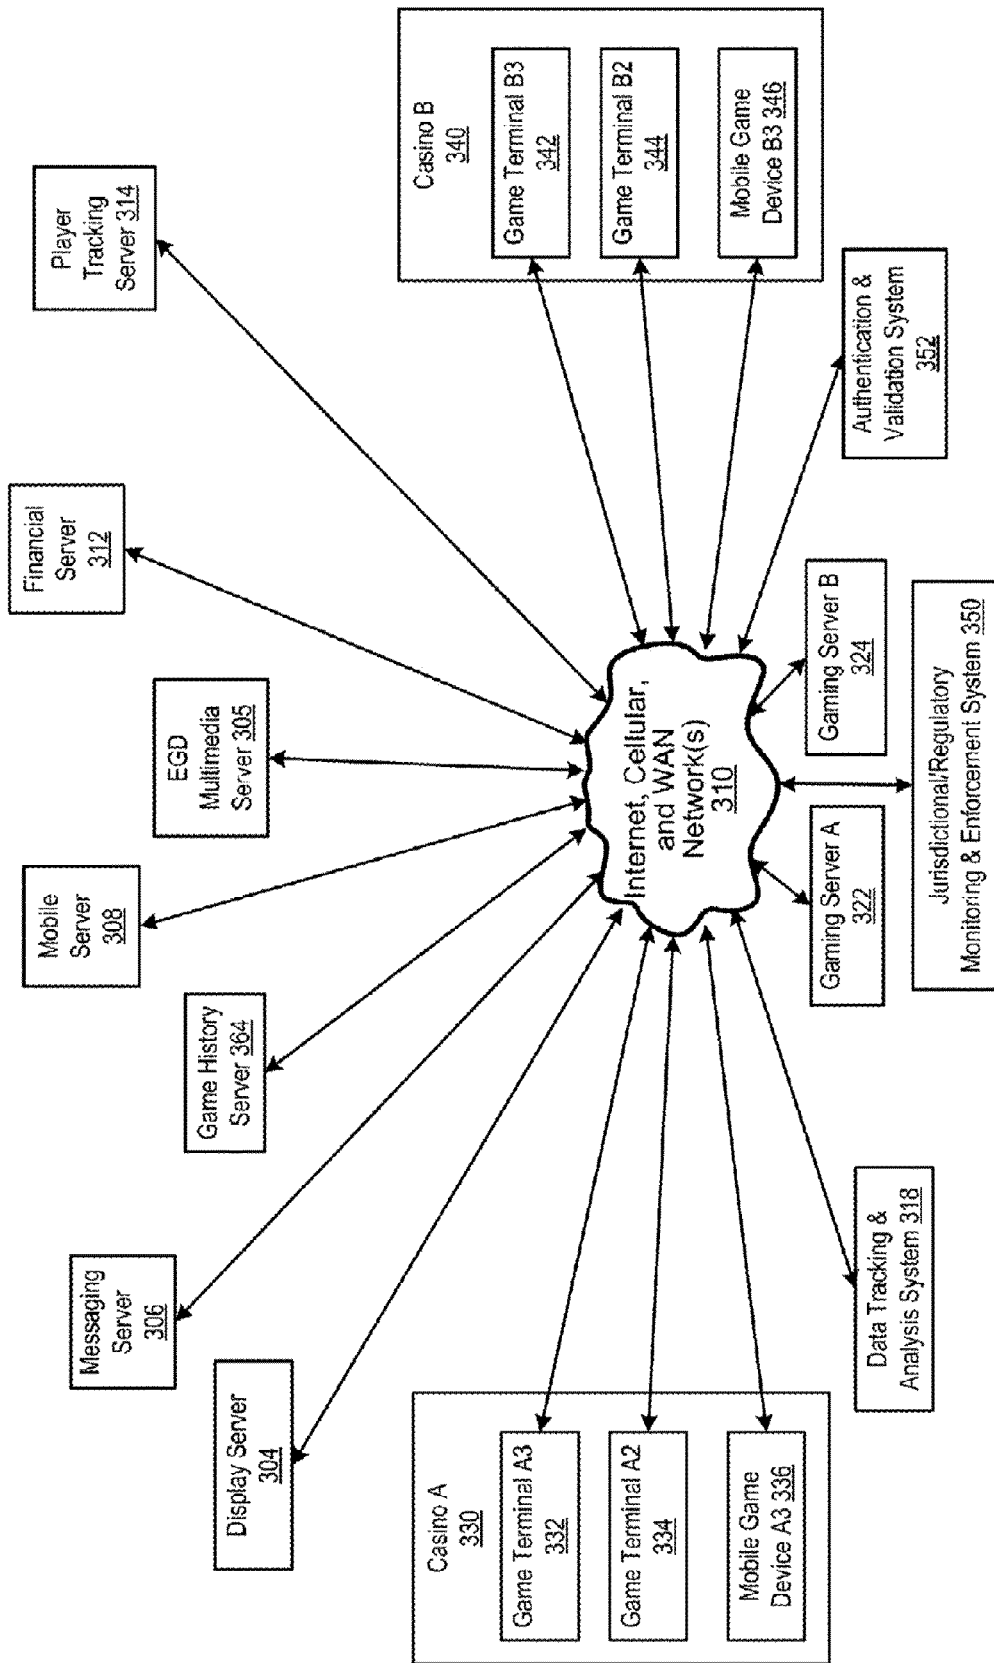 Player
Tracking
Server 314
Financial
Server
312
EGD
Multimedia
Server 305
Mobile
Server
308
Game History
Server 364
Messaging
Server
306
Display Server
304
Casino A
330
Game Terminal A3
332
Game Terminal A2
334
Mobile Game
Device A3 336
Internet, Cellular,
and WAN
Network(s)
310
Casino B
340
Game Terminal B3
342
Game Terminal B2
344
Mobile Game
Device B3 346
Data Tracking &
Analysis System 318
Gaming Server A
322
Gaming Server B
324
Authentication &
Validation System
352
Jurisdictional/Regulatory
Monitoring & Enforcement System 350